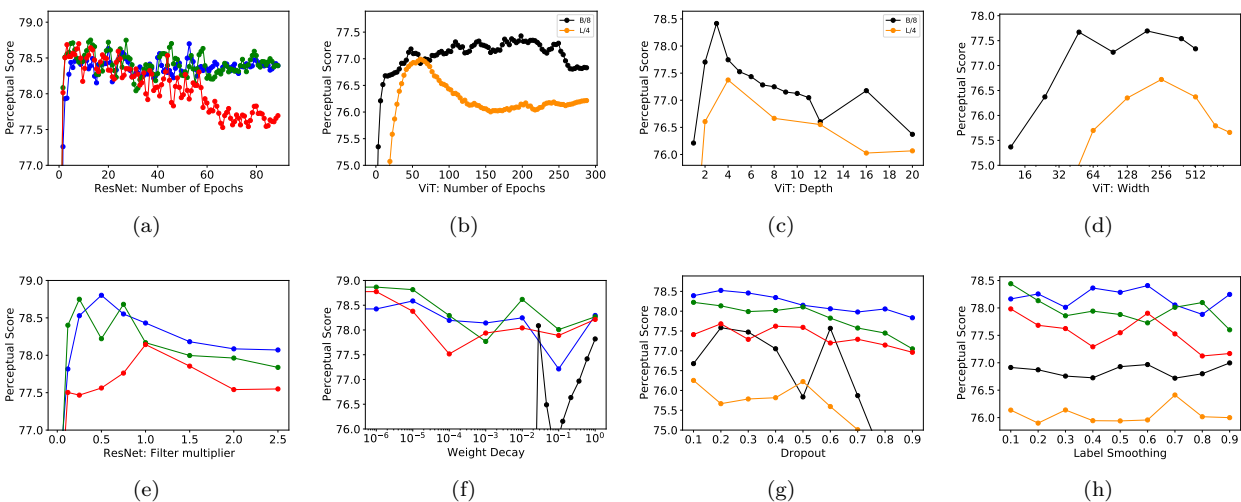 79.0
78.5
78.0
77.5
77.0
Perceptual Score
0 20 40 60 80
ResNet: Number of Epochs
(a)
77.5
77.0
76.5
76.0
75.5
75.0
Perceptual Score
B/8
L/4
0 50 100 150 200 250 300
ViT: Number of Epochs
(b)
78.5
78.0
77.5
77.0
76.5
76.0
Perceptual Score
B/8
L/4
2 4 6 8 10 12 14 16 18 20
ViT: Depth
(c)
78.0
77.5
77.0
76.5
76.0
75.5
75.0
Perceptual Score
16 32 64 128 256 512
ViT: Width
(d)
79.0
78.5
78.0
77.5
77.0
Perceptual Score
0.0 0.5 1.0 1.5 2.0 2.5
ResNet: Filter multiplier
(e)
79.0
78.5
78.0
77.5
77.0
76.5
76.0
Perceptual Score
10⁻⁶ 10⁻⁵ 10⁻⁴ 10⁻³ 10⁻² 10⁻¹ 10⁰
Weight Decay
(f)
78.5
78.0
77.5
77.0
76.5
76.0
75.5
75.0
Perceptual Score
0.1 0.2 0.3 0.4 0.5 0.6 0.7 0.8 0.9
Dropout
(g)
78.5
78.0
77.5
77.0
76.5
76.0
Perceptual Score
0.1 0.2 0.3 0.4 0.5 0.6 0.7 0.8 0.9
Label Smoothing
(h)